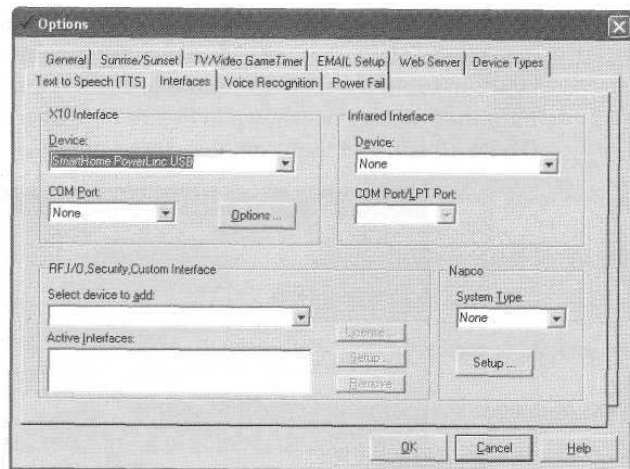 Options
General Sunrise/Sunset TV/Video GameTimer EMAIL Setup Web Server Device Types
Text to Speech (TTS) Interfaces Voice Recognition Power Fail
X10 Interface
Device:
SmartHome PowerLinc USB
COM Port:
None
Options ...
Infrared Interface
Device:
None
COM Port/LPT Port:
RF,I/O,Security,Custom Interface
Select device to add:
Active Interfaces:
License...
Setup...
Remove
Napco
System Type:
None
Setup ...
OK Cancel Help